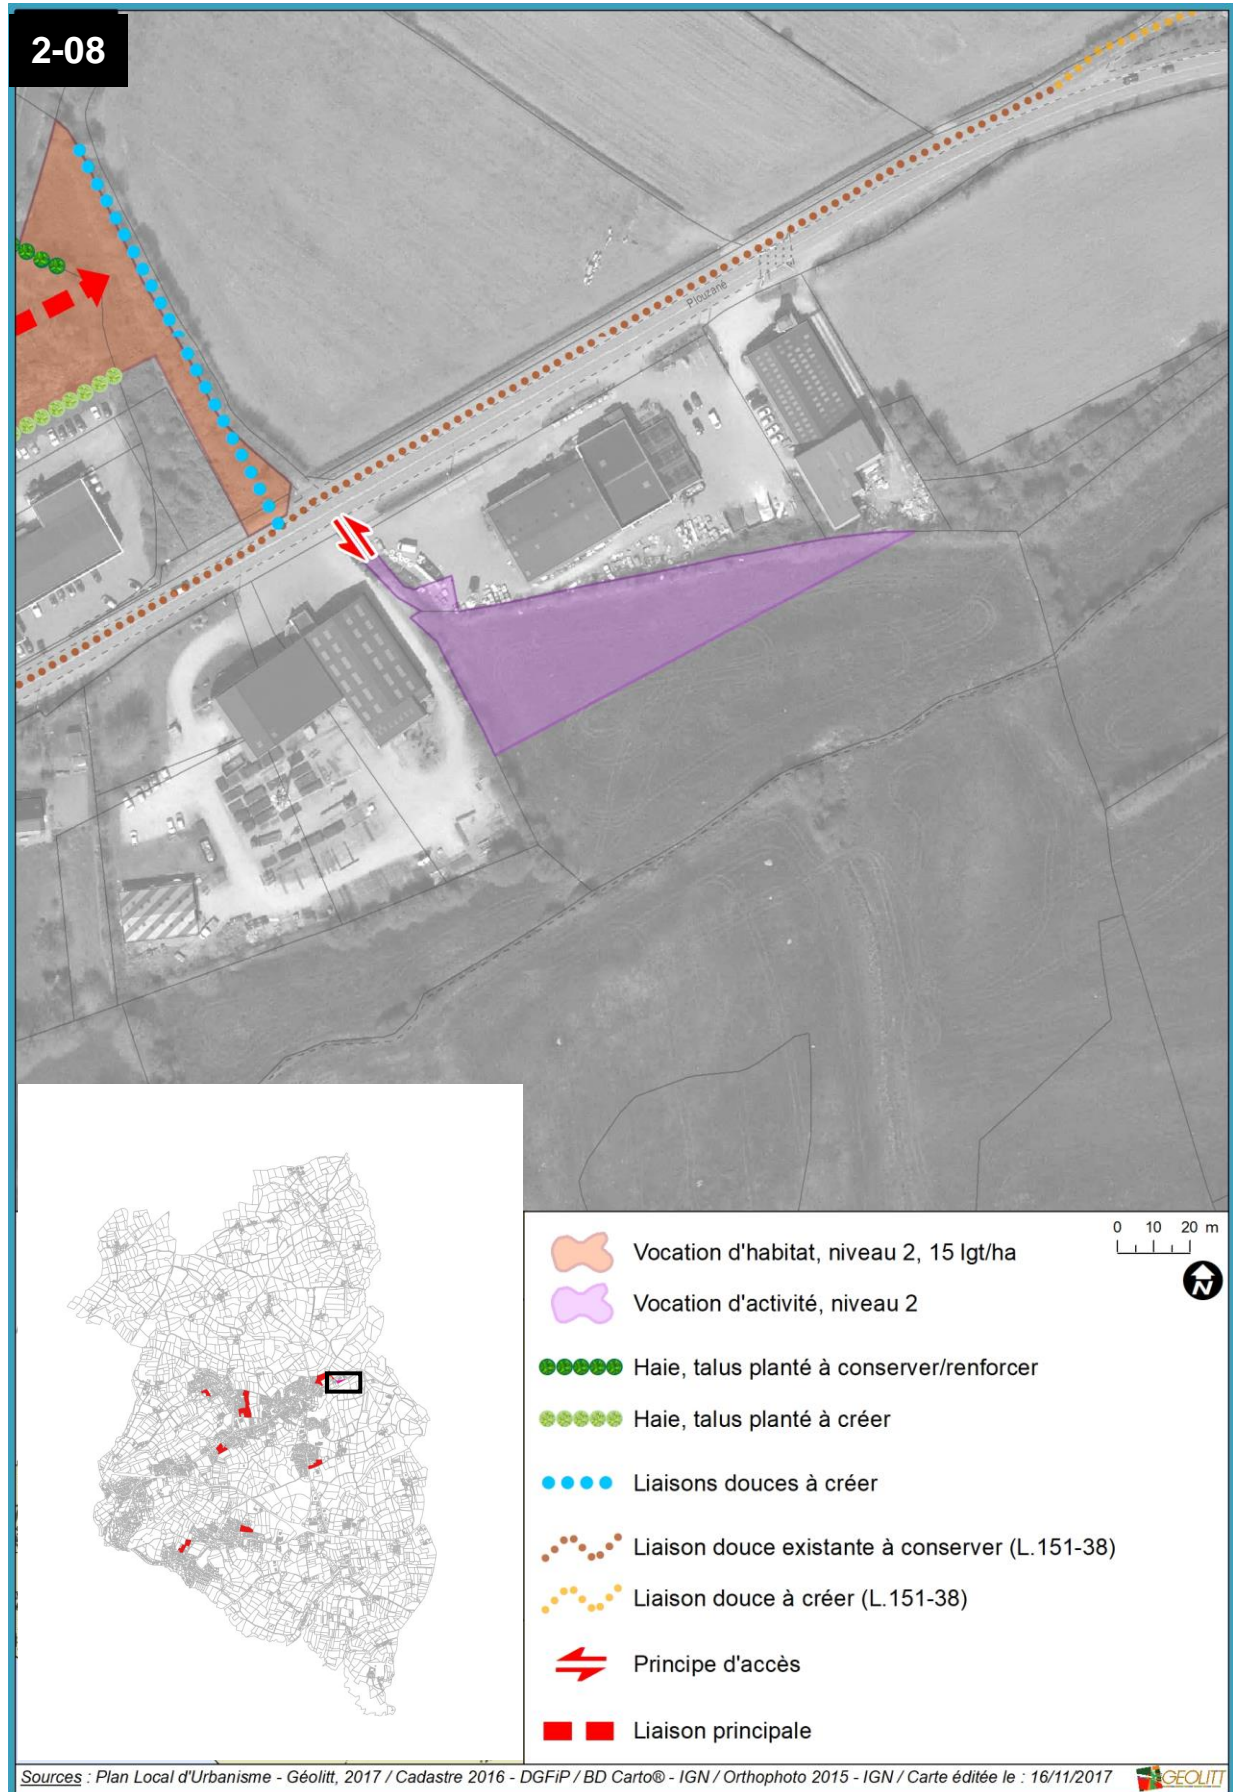 2-08
Plouzané
0 10 20 m
N
Vocation d'habitat, niveau 2, 15 lgt/ha
Vocation d'activité, niveau 2
Haie, talus planté à conserver/renforcer
Haie, talus planté à créer
Liaisons douces à créer
Liaison douce existante à conserver (L.151-38)
Liaison douce à créer (L.151-38)
Principe d'accès
Liaison principale
Sources : Plan Local d'Urbanisme - Géolitt, 2017 / Cadastre 2016 - DGFiP / BD Carto® - IGN / Orthophoto 2015 - IGN / Carte éditée le : 16/11/2017
GEOLITT